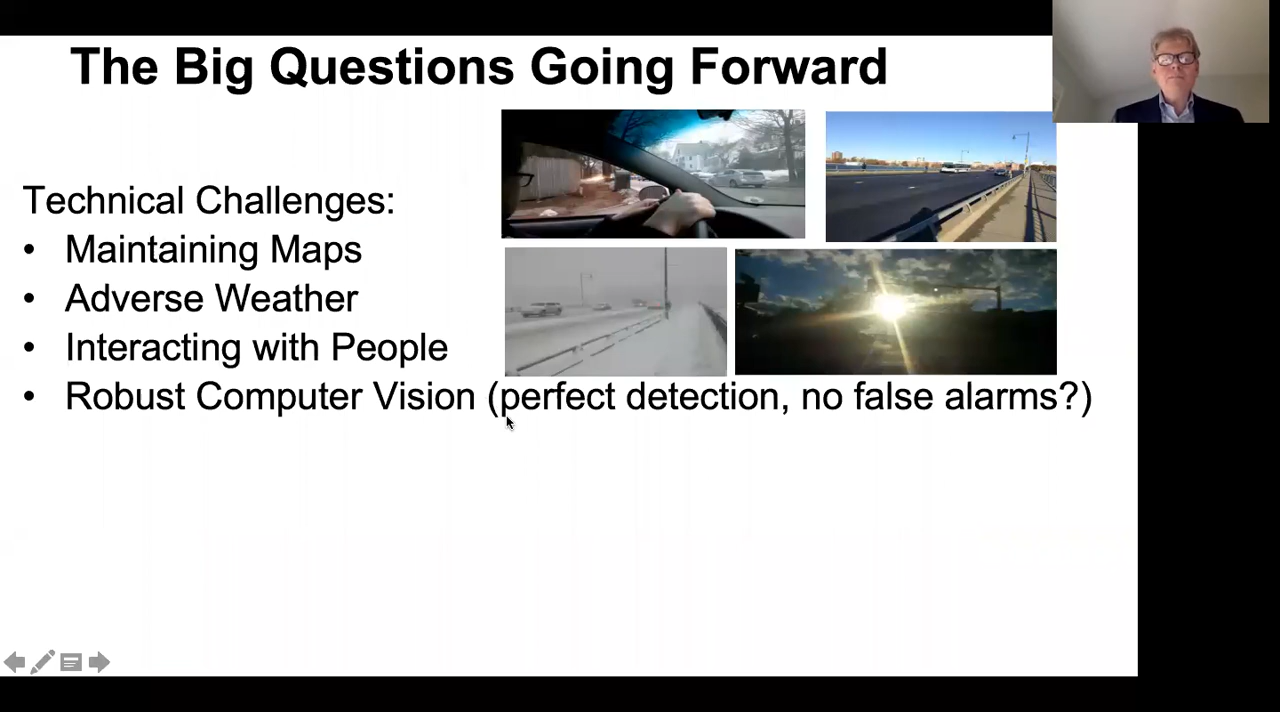 The Big Questions Going Forward
Technical Challenges:
• Maintaining Maps
• Adverse Weather
• Interacting with People
• Robust Computer Vision (perfect detection, no false alarms?)